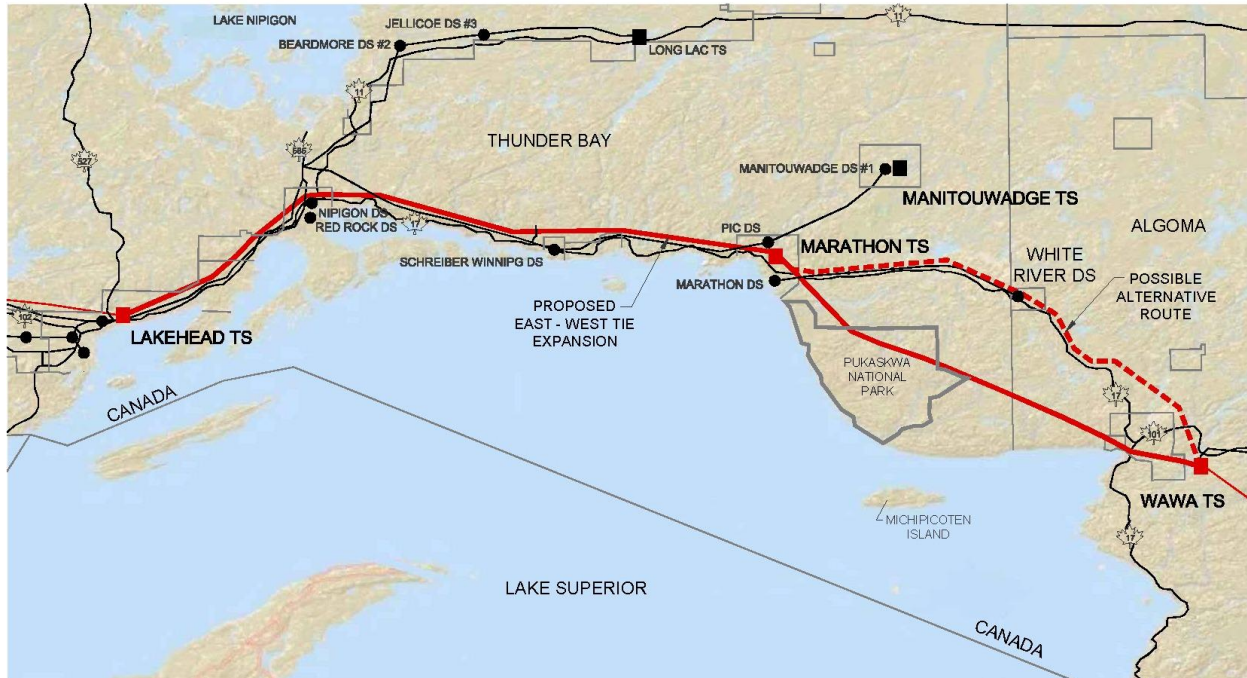 LAKE NIPIGON
JELLICOE DS #3
BEARDMORE DS #2
LONG LAC TS
11
11
THUNDER BAY
527
585
MANITOUWADGE DS #1
MANITOUWADGE TS
NIPIGON DS
RED ROCK DS
17
PIC DS
MARATHON TS
ALGOMA
WHITE
RIVER DS
SCHREIBER WINNIPG DS
MARATHON DS
POSSIBLE
ALTERNATIVE
ROUTE
PROPOSED
EAST - WEST TIE
EXPANSION
102
LAKEHEAD TS
PUKASKWA
NATIONAL
PARK
CANADA
17
101
WAWA TS
MICHIPICOTEN
ISLAND
17
LAKE SUPERIOR
CANADA